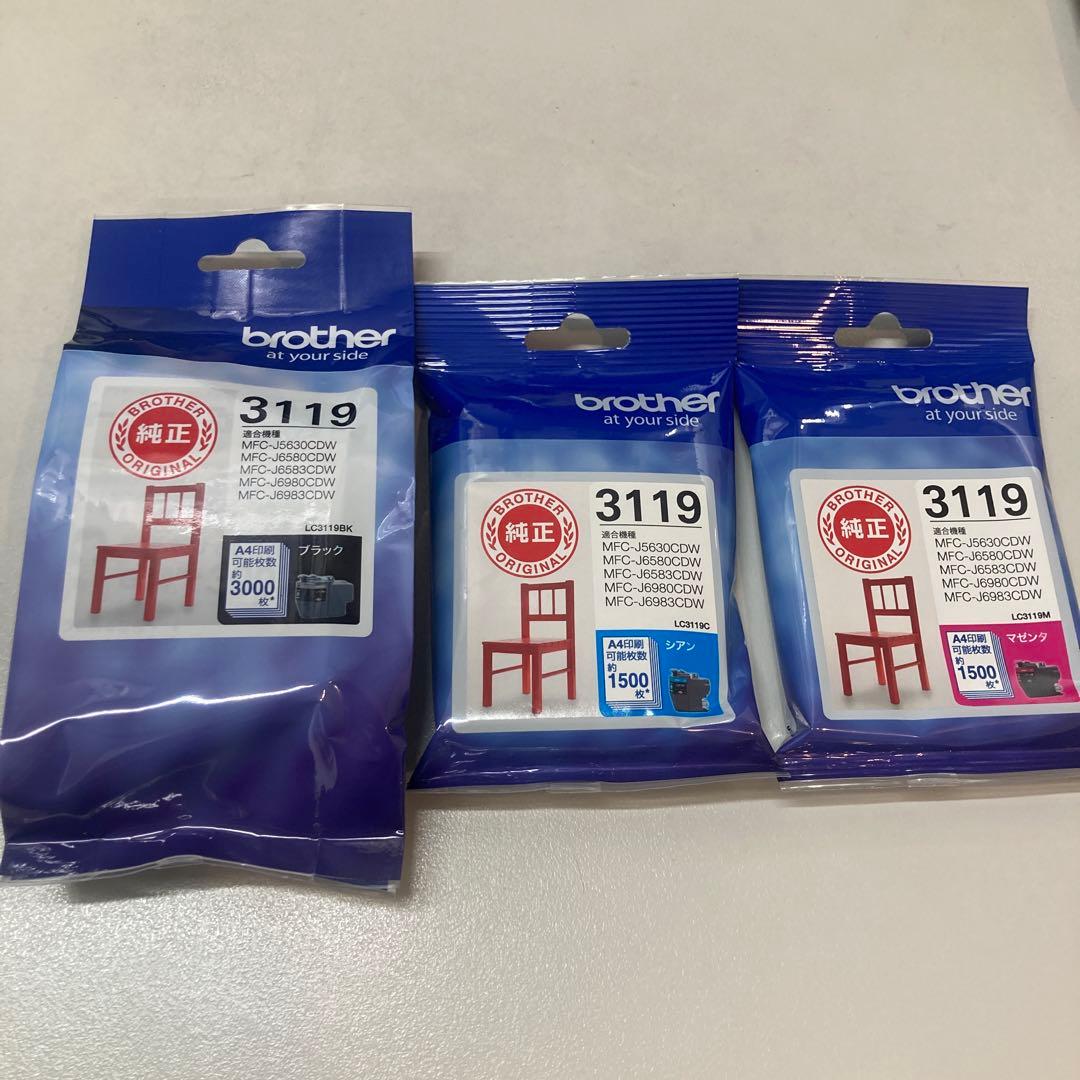 brother
at your side
BROTHER
純正
ORIGINAL
3119
適合機種
MFC-J5630CDW
MFC-J6580CDW
MFC-J6583CDW
MFC-J6980CDW
MFC-J6983CDW
LC3119BK
A4印刷
可能枚数
約
3000
枚*
ブラック
brother
at your side
BROTHER
純正
ORIGINAL
3119
適合機種
MFC-J5630CDW
MFC-J6580CDW
MFC-J6583CDW
MFC-J6980CDW
MFC-J6983CDW
LC3119C
A4印刷
可能枚数
約
1500
枚*
シアン
brother
at your side
BROTHER
純正
ORIGINAL
3119
適合機種
MFC-J5630CDW
MFC-J6580CDW
MFC-J6583CDW
MFC-J6980CDW
MFC-J6983CDW
LC3119M
A4印刷
可能枚数
約
1500
枚*
マゼンタ